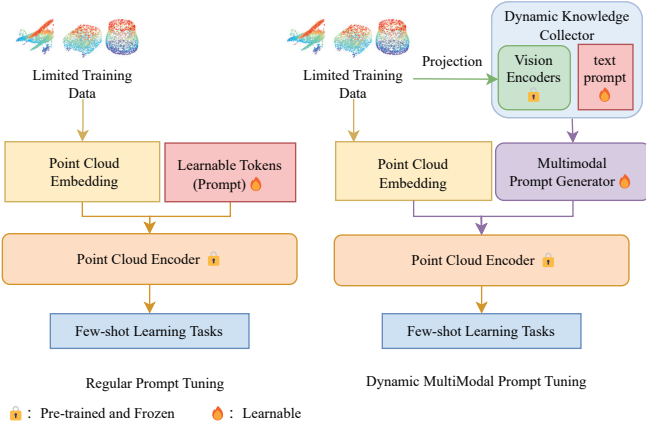 Limited Training
Data
Point Cloud
Embedding
Learnable Tokens
(Prompt)
Point Cloud Encoder
Few-shot Learning Tasks
Regular Prompt Tuning
Limited Training
Data
Projection
Dynamic Knowledge
Collector
Vision
Encoders
text
prompt
Point Cloud
Embedding
Multimodal
Prompt Generator
Point Cloud Encoder
Few-shot Learning Tasks
Dynamic MultiModal Prompt Tuning
: Pre-trained and Frozen
: Learnable